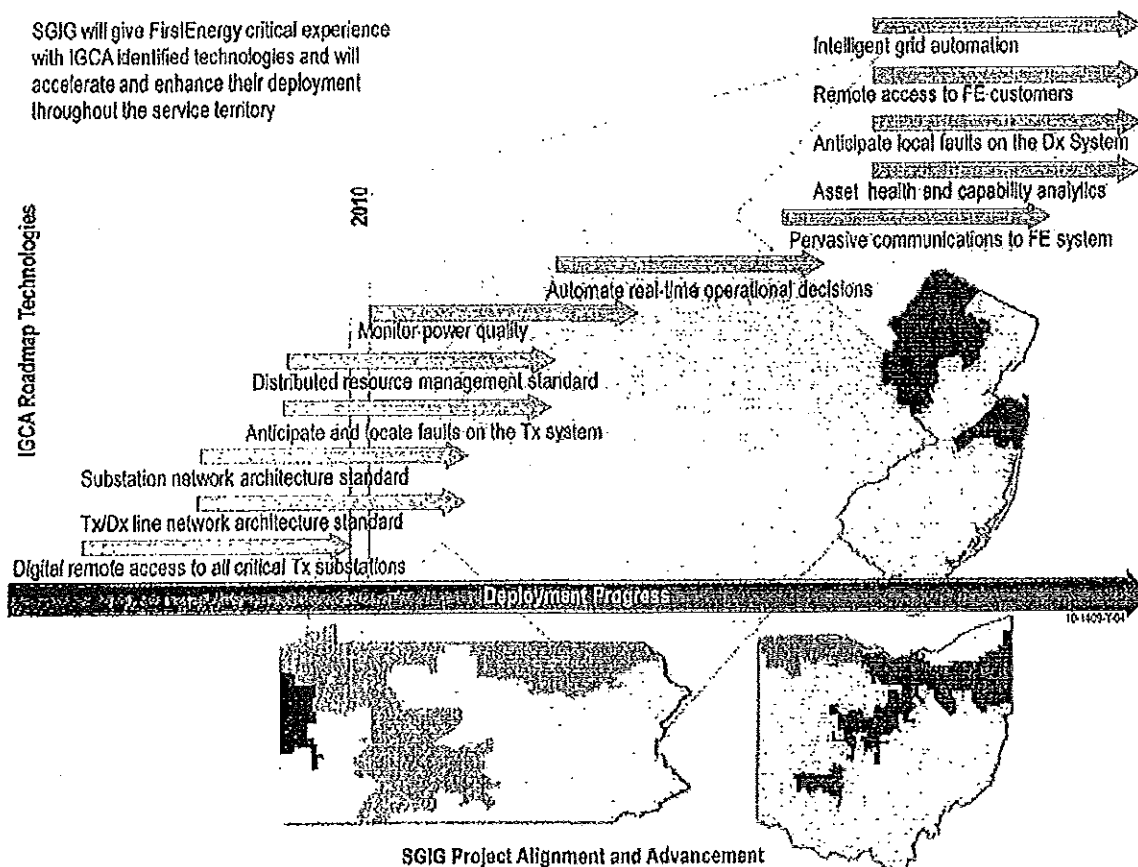 SGIG will give FirstEnergy critical experience
with IGCA identified technologies and will
accelerate and enhance their deployment
throughout the service territory
Intelligent grid automation
Remote access to FE customers
Anticipate local faults on the Dx System
Asset health and capability analytics
Pervasive communications to FE system
2010
IGCA Roadmap Technologies
Automate real-time operational decisions
Monitor power quality
Distributed resource management standard
Anticipate and locate faults on the Tx system
Substation network architecture standard
Tx/Dx line network architecture standard
Digital remote access to all critical Tx substations
Deployment Progress
10-1409-Y-04
SGIG Project Alignment and Advancement